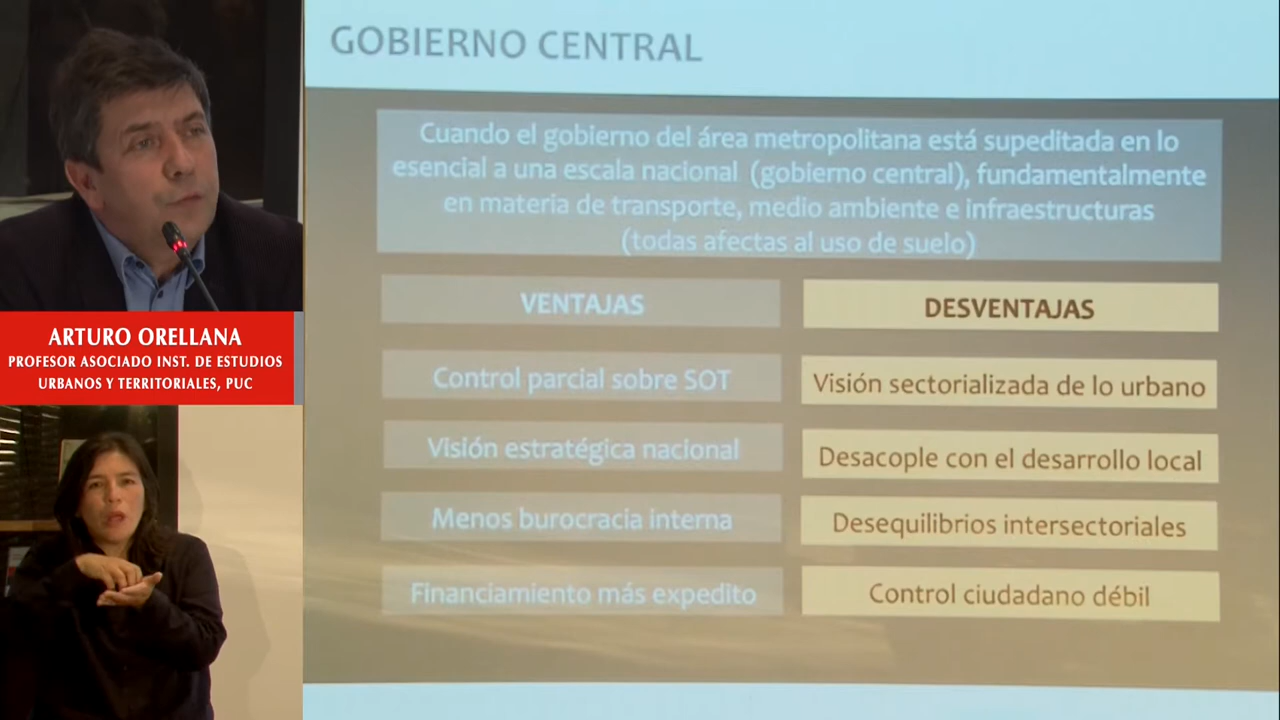 GOBIERNO CENTRAL
Cuando el gobierno del área metropolitana está supeditada en lo
esencial a una escala nacional (gobierno central), fundamentalmente
en materia de transporte, medio ambiente e infraestructuras
(todas afectas al uso de suelo)
VENTAJAS
DESVENTAJAS
Control parcial sobre SOT
Visión sectorializada de lo urbano
Visión estratégica nacional
Desacople con el desarrollo local
Menos burocracia interna
Desequilibrios intersectoriales
Financiamiento más expedito
Control ciudadano débil
ARTURO ORELLANA
PROFESOR ASOCIADO INST. DE ESTUDIOS
URBANOS Y TERRITORIALES, PUC